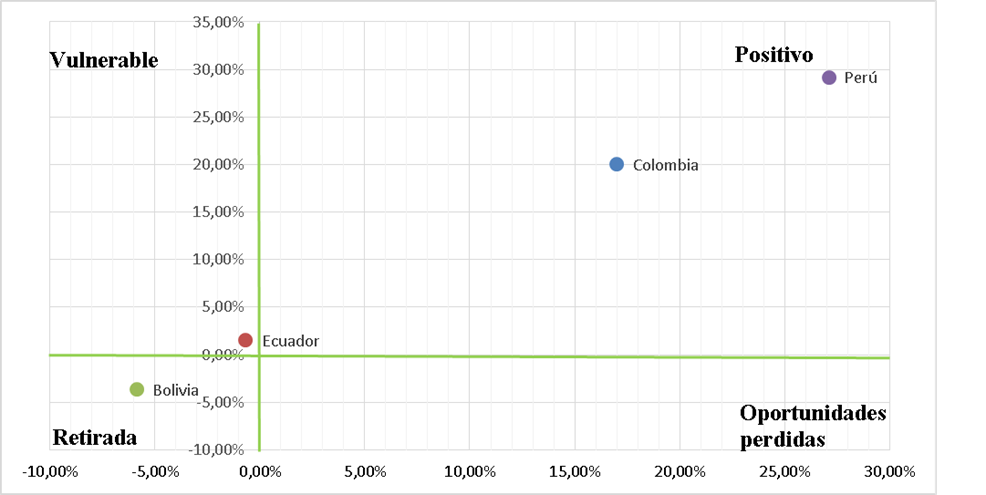 35,00%
Vulnerable
Positivo
30,00%
Perú
25,00%
20,00%
Colombia
15,00%
10,00%
5,00%
Ecuador
0,00%
Bolivia
-5,00%
Oportunidades
perdidas
Retirada
-10,00%
-10,00% -5,00% 0,00% 5,00% 10,00% 15,00% 20,00% 25,00% 30,00%